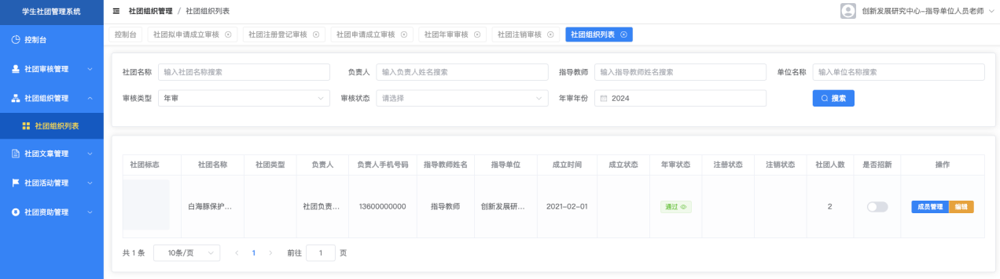 学生社团管理系统
社团组织管理 / 社团组织列表
创新发展研究中心-指导单位人员老师
控制台
社团审核管理
社团组织管理
社团组织列表
社团文章管理
社团活动管理
社团资助管理
控制台 社团拟申请成立审核 社团注册登记审核 社团申请成立审核 社团年审审核 社团注销审核 社团组织列表
社团名称 输入社团名称搜索 负责人 输入负责人姓名搜索 指导教师 输入指导教师姓名搜索 单位名称 输入单位名称搜索
审核类型 年审 审核状态 请选择 年审年份 2024 搜索
社团标志 社团名称 社团类型 负责人 负责人手机号码 指导教师姓名 指导单位 成立时间 成立状态 年审状态 注册状态 注销状态 社团人数 是否招新 操作
白海豚保护... 社团负责... 13600000000 指导教师 创新发展研... 2021-02-01 通过 2 成员管理 编辑
共 1 条 10条/页 1 前往 1 页